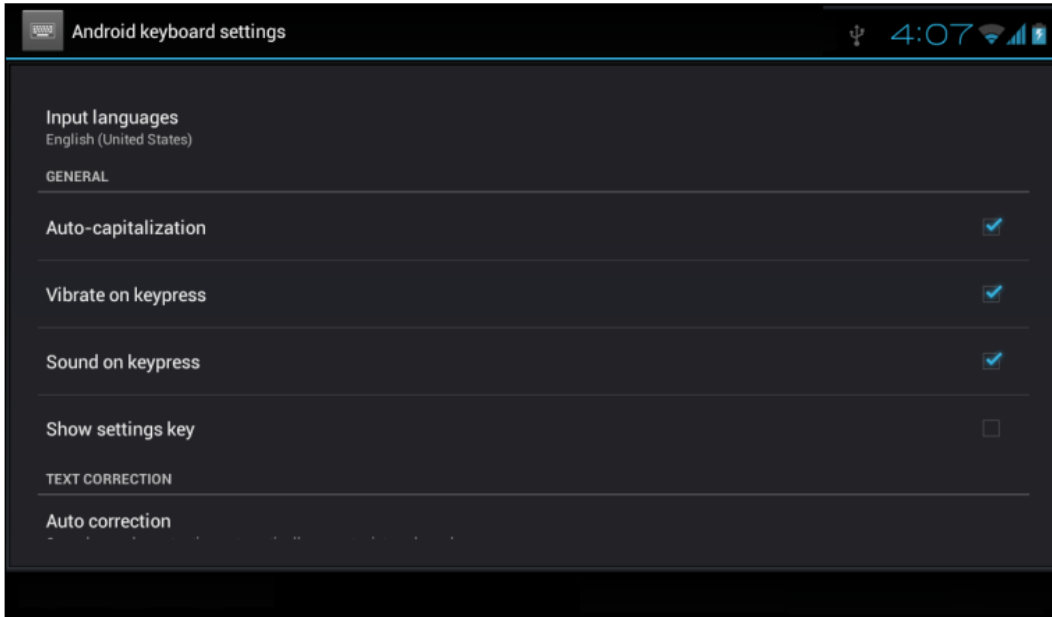 Android keyboard settings
4:07
Input languages
English (United States)
GENERAL
Auto-capitalization
Vibrate on keypress
Sound on keypress
Show settings key
TEXT CORRECTION
Auto correction